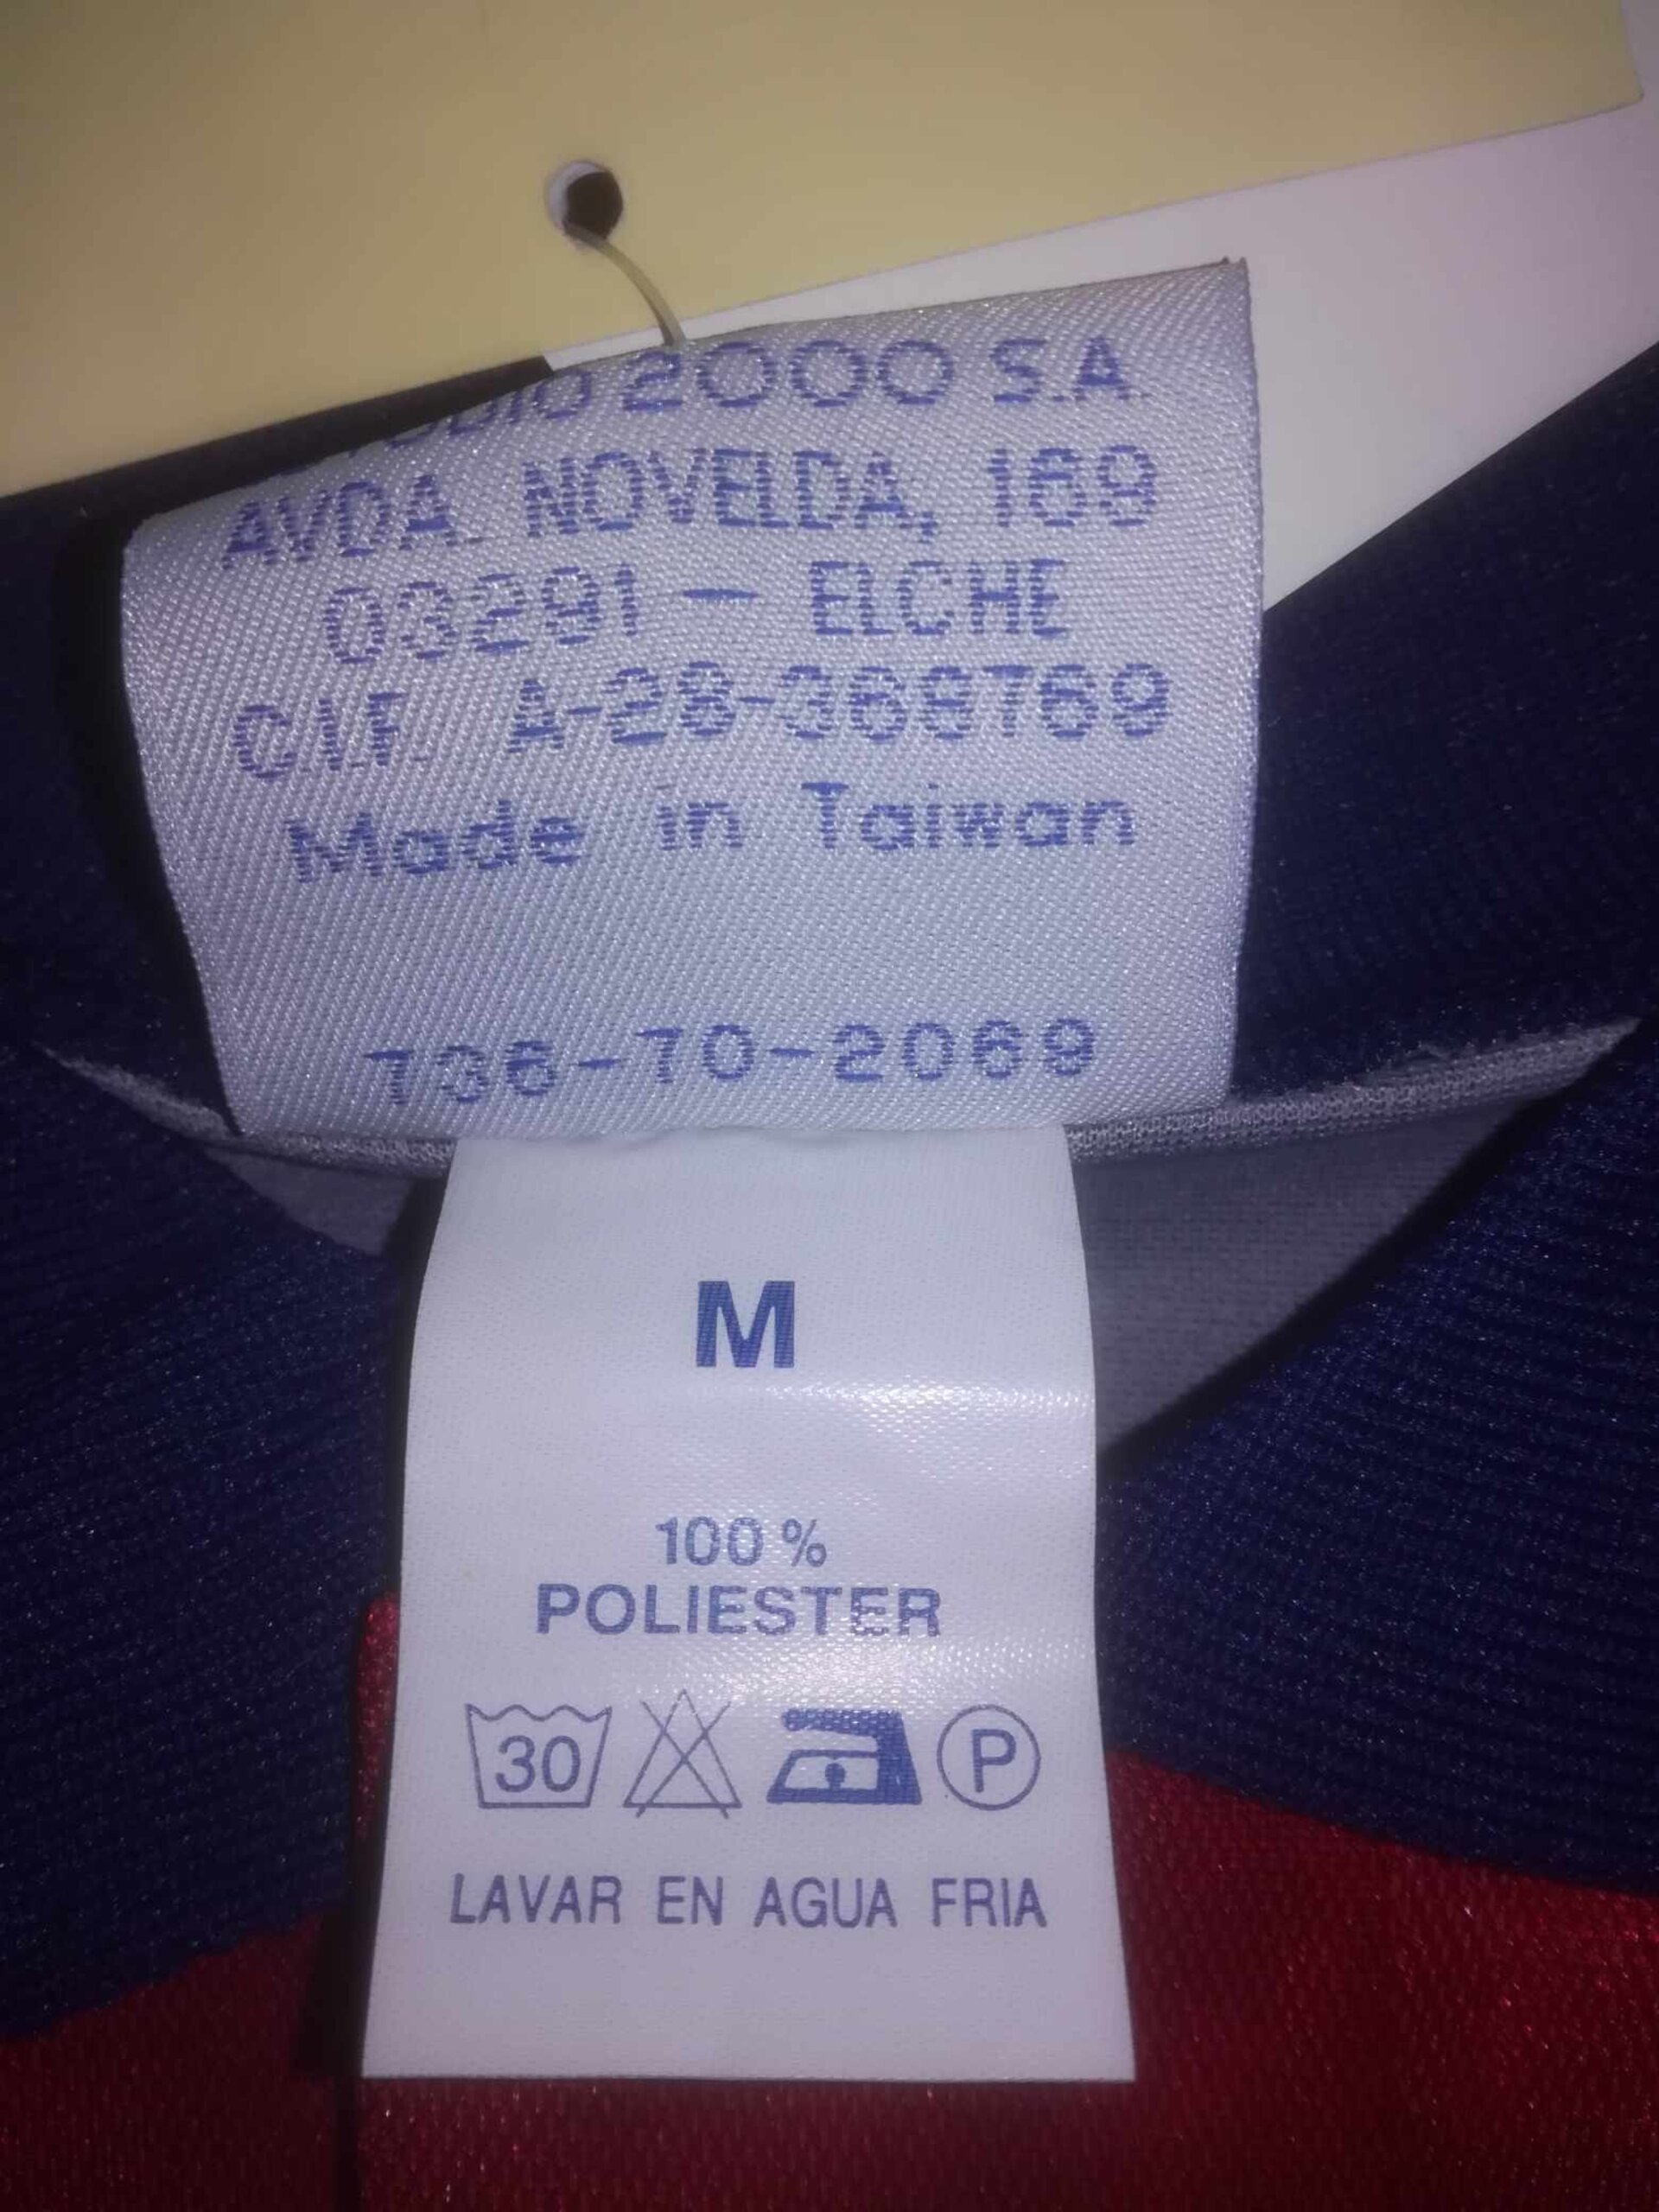 2000 S.A.
AVDA. NOVELDA, 169
03291 - ELCHE
C.I.F. A-28-368769
Made in Taiwan
736-70-2069
M
100 %
POLIESTER
30
P
LAVAR EN AGUA FRIA